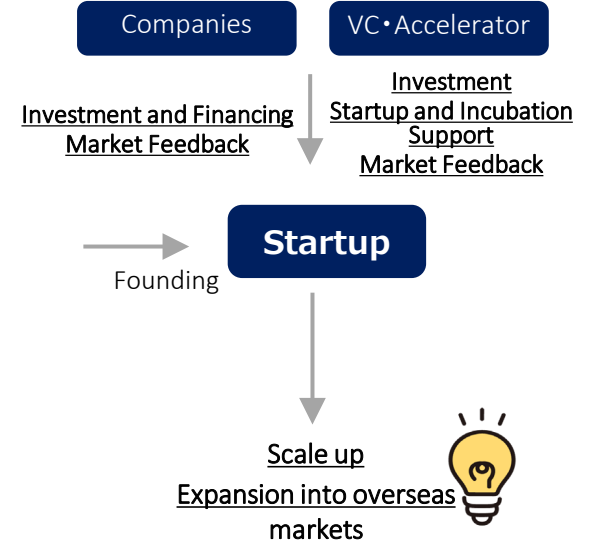 Companies
VC・Accelerator
Investment and Financing
Market Feedback
Investment
Startup and Incubation
Support
Market Feedback
Startup
Founding
Scale up
Expansion into overseas
markets